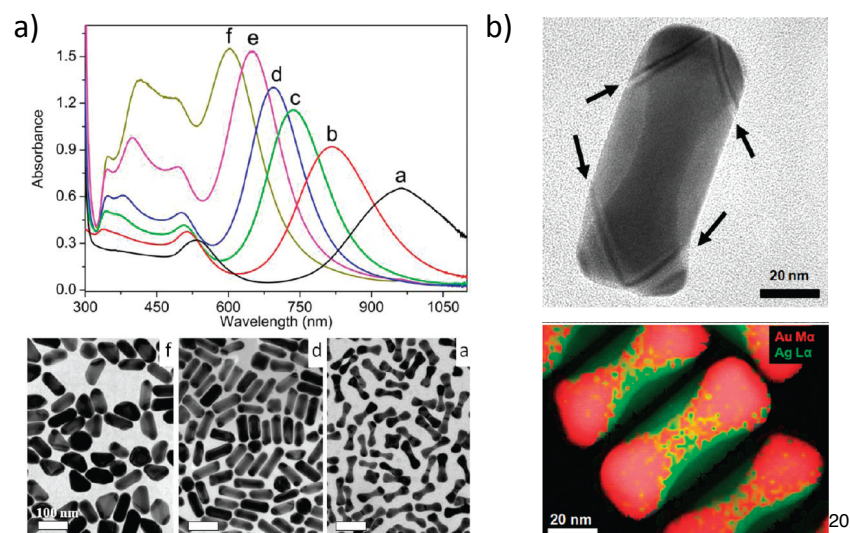 a)
b)
1.5
1.2
0.9
0.6
0.3
0.0
Absorbance
f
e
d
c
b
a
300
450
600
750
900
1050
Wavelength (nm)
f
d
a
100 nm
20 nm
Au Mα
Ag Lα
20 nm
20